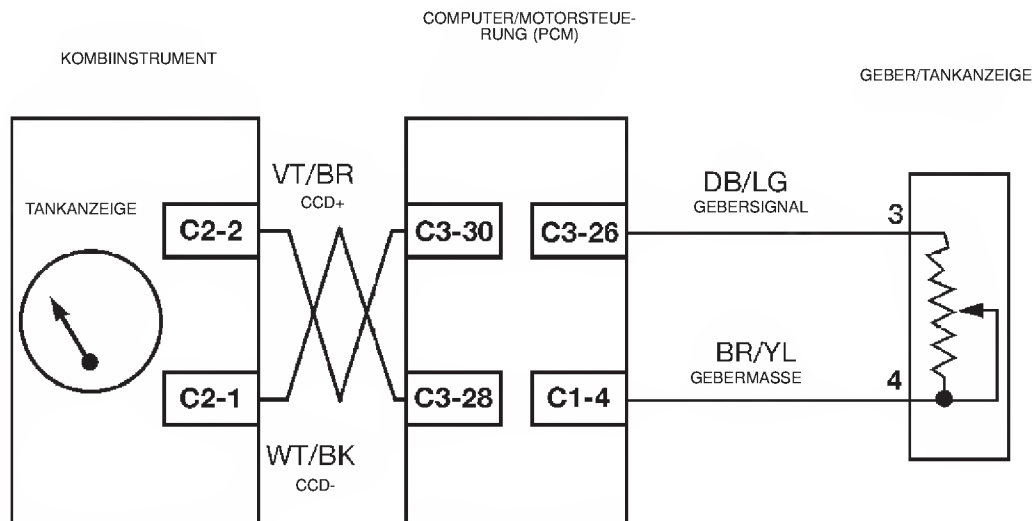 COMPUTER/MOTORSTEUE-
RUNG (PCM)
KOMBIINSTRUMENT
GEBER/TANKANZEIGE
VT/BR
CCD+
DB/LG
GEBERSIGNAL
TANKANZEIGE
C2-2
C3-30
C3-26
3
BR/YL
GEBERMASSE
4
C2-1
C3-28
C1-4
WT/BK
CCD-